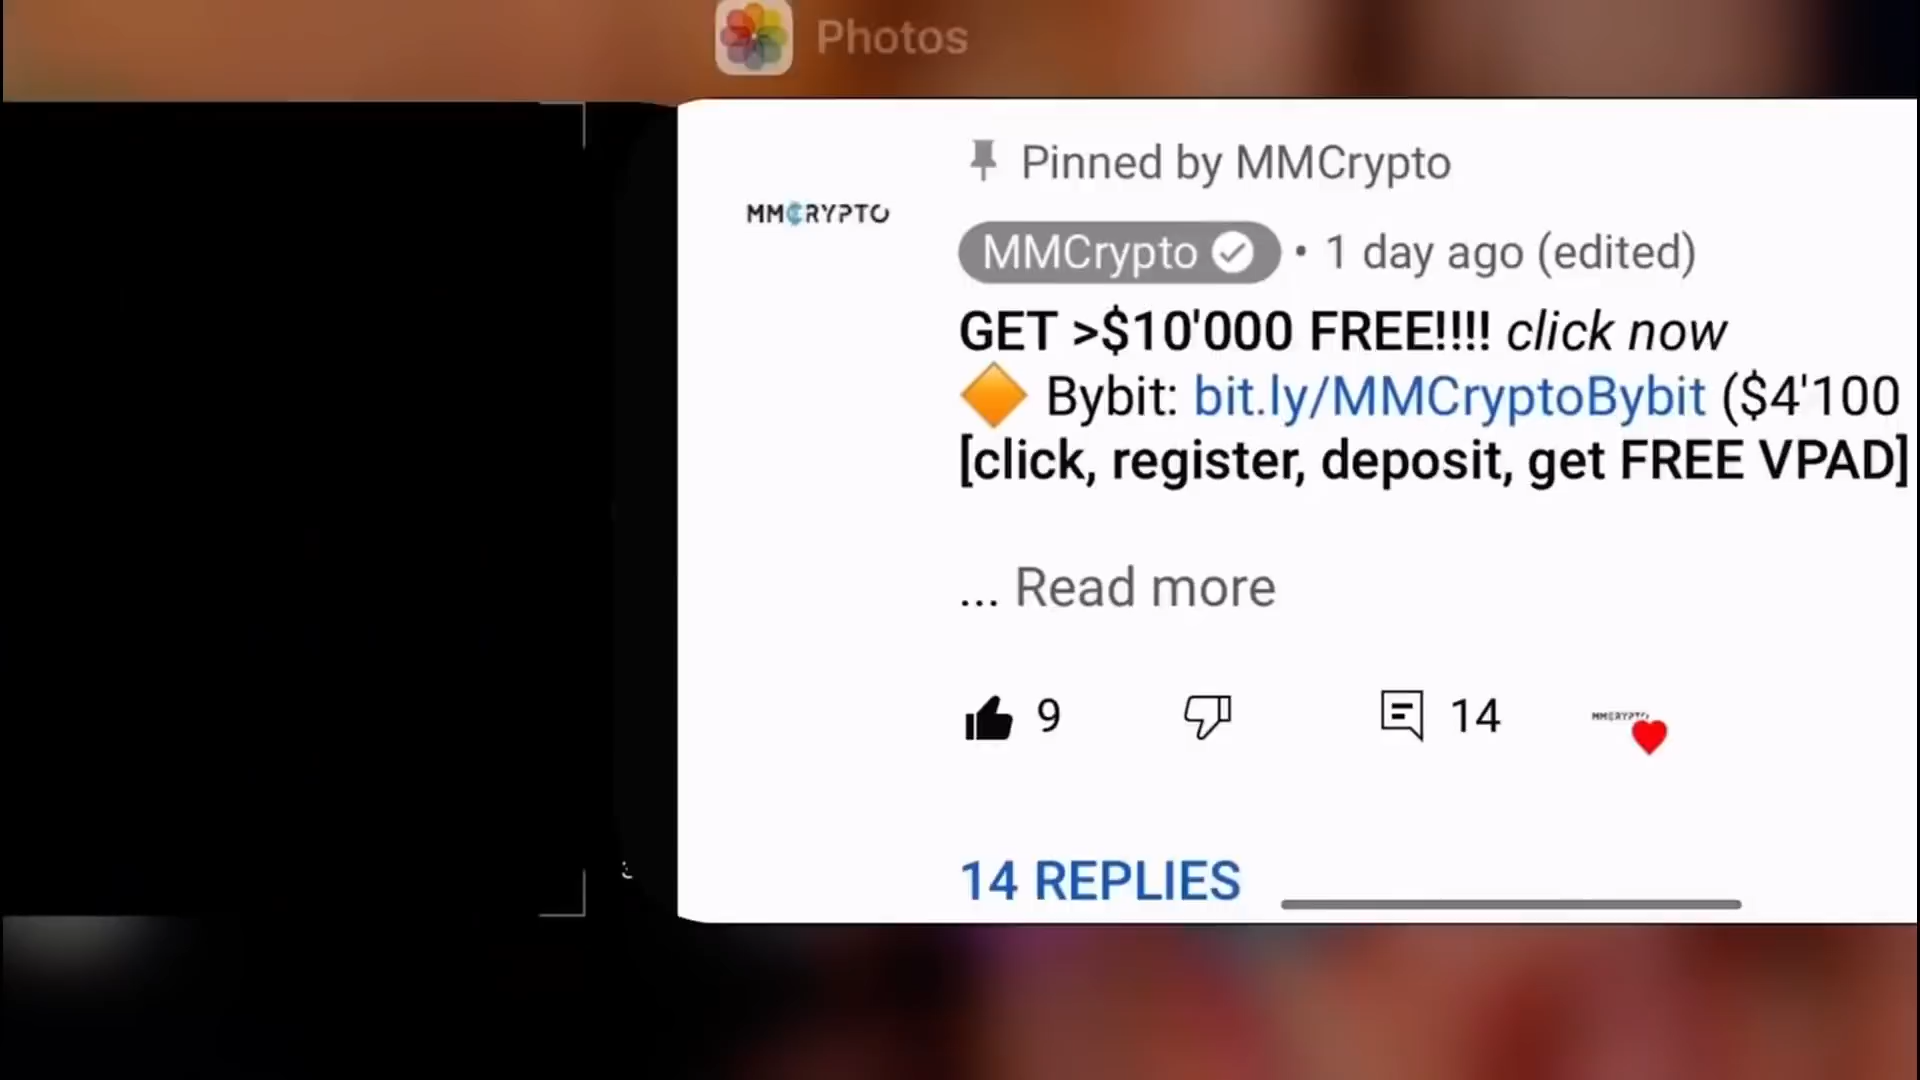 Photos
Pinned by MMCrypto
MMCRYPTO
MMCrypto • 1 day ago (edited)
GET >$10'000 FREE!!!! click now
🔶 Bybit: bit.ly/MMCryptoBybit ($4'100
[click, register, deposit, get FREE VPAD]
... Read more
9
14
MMCRYPTO
14 REPLIES